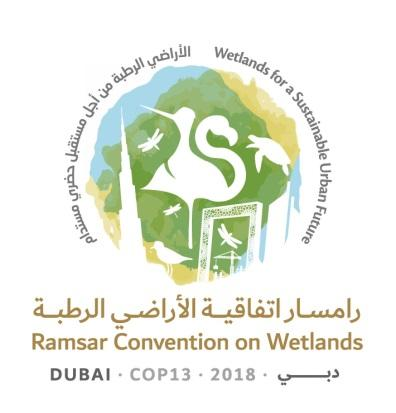 الأراضي الرطبة من أجل مستقبل حضري مستدام
Wetlands for a Sustainable Urban Future
رامسار اتفاقية الأراضي الرطبة
Ramsar Convention on Wetlands
DUBAI · COP13 · 2018 · دبي